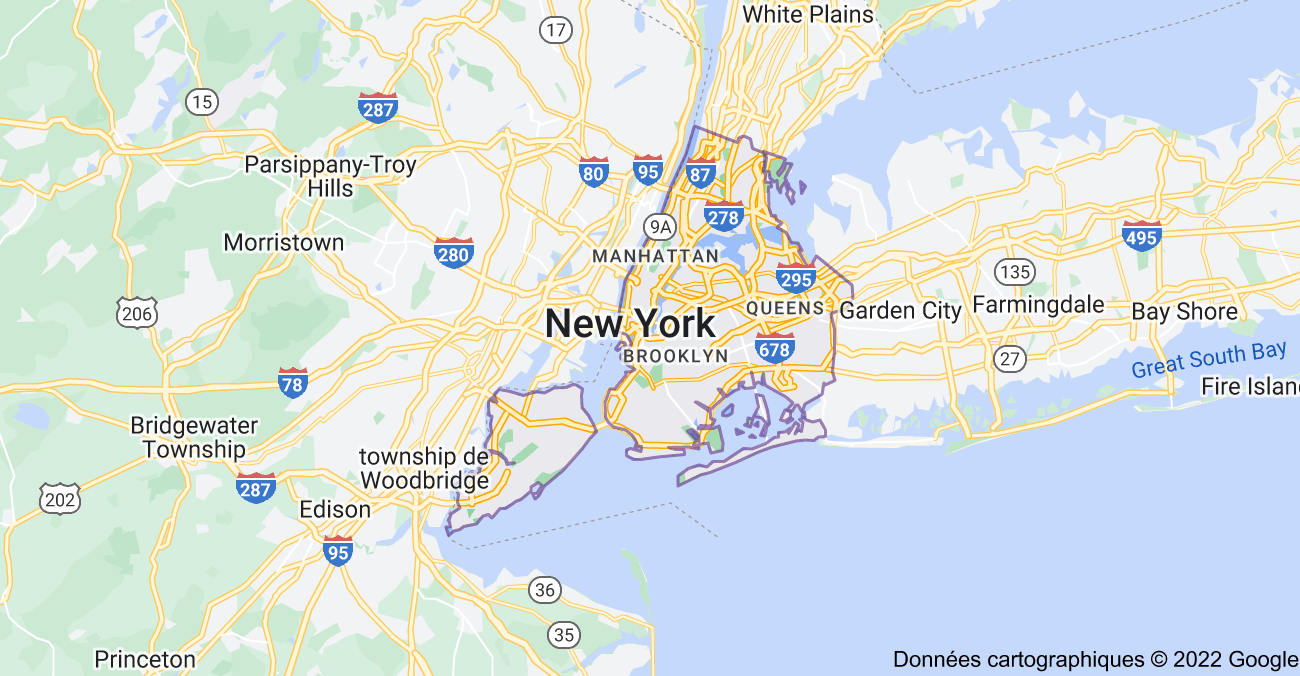 White Plains
17
15
287
Parsippany-Troy
Hills
80
95
87
278
9A
Morristown
280
MANHATTAN
495
295
135
206
New York
QUEENS
Garden City
Farmingdale
Bay Shore
BROOKLYN
678
27
Great South Bay
78
Fire Islan
Bridgewater
Township
township de
Woodbridge
287
202
Edison
95
36
35
Princeton
Données cartographiques © 2022 Google